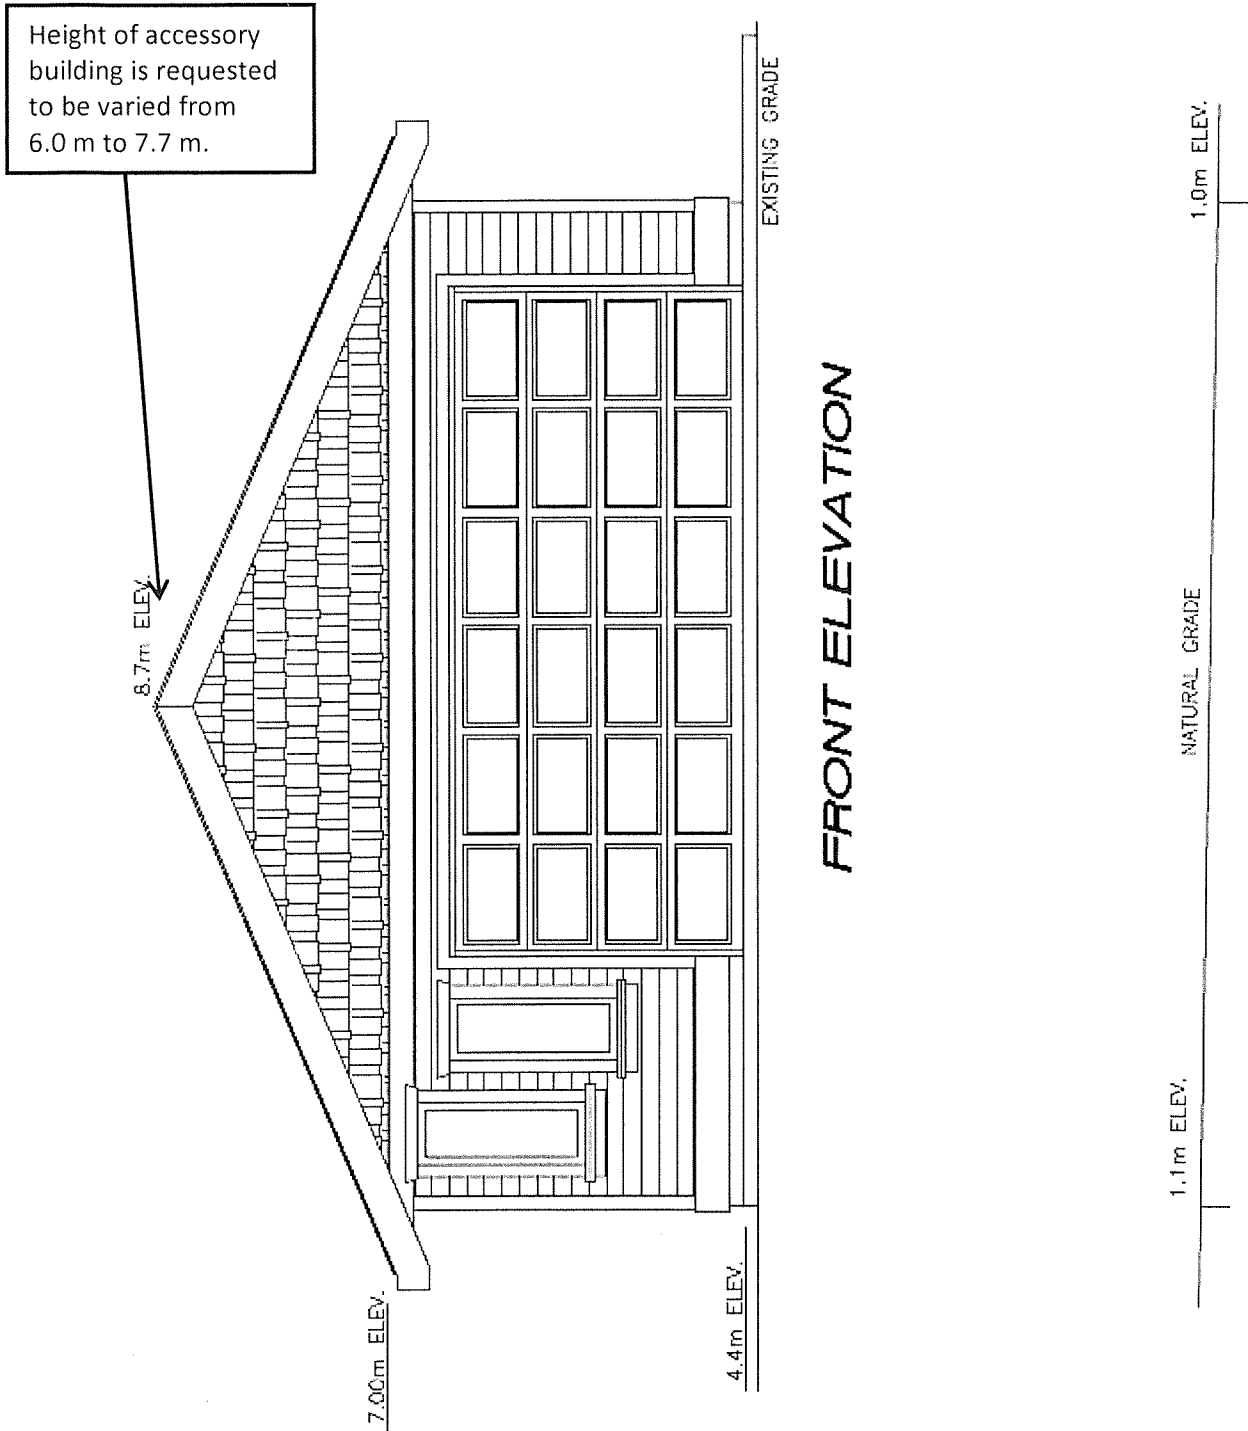 Height of accessory
building is requested
to be varied from
6.0 m to 7.7 m.
8.7m ELEV.
EXISTING GRADE
7.00m ELEV.
4.4m ELEV.
FRONT ELEVATION
1.0m ELEV.
NATURAL GRADE
1.1m ELEV.